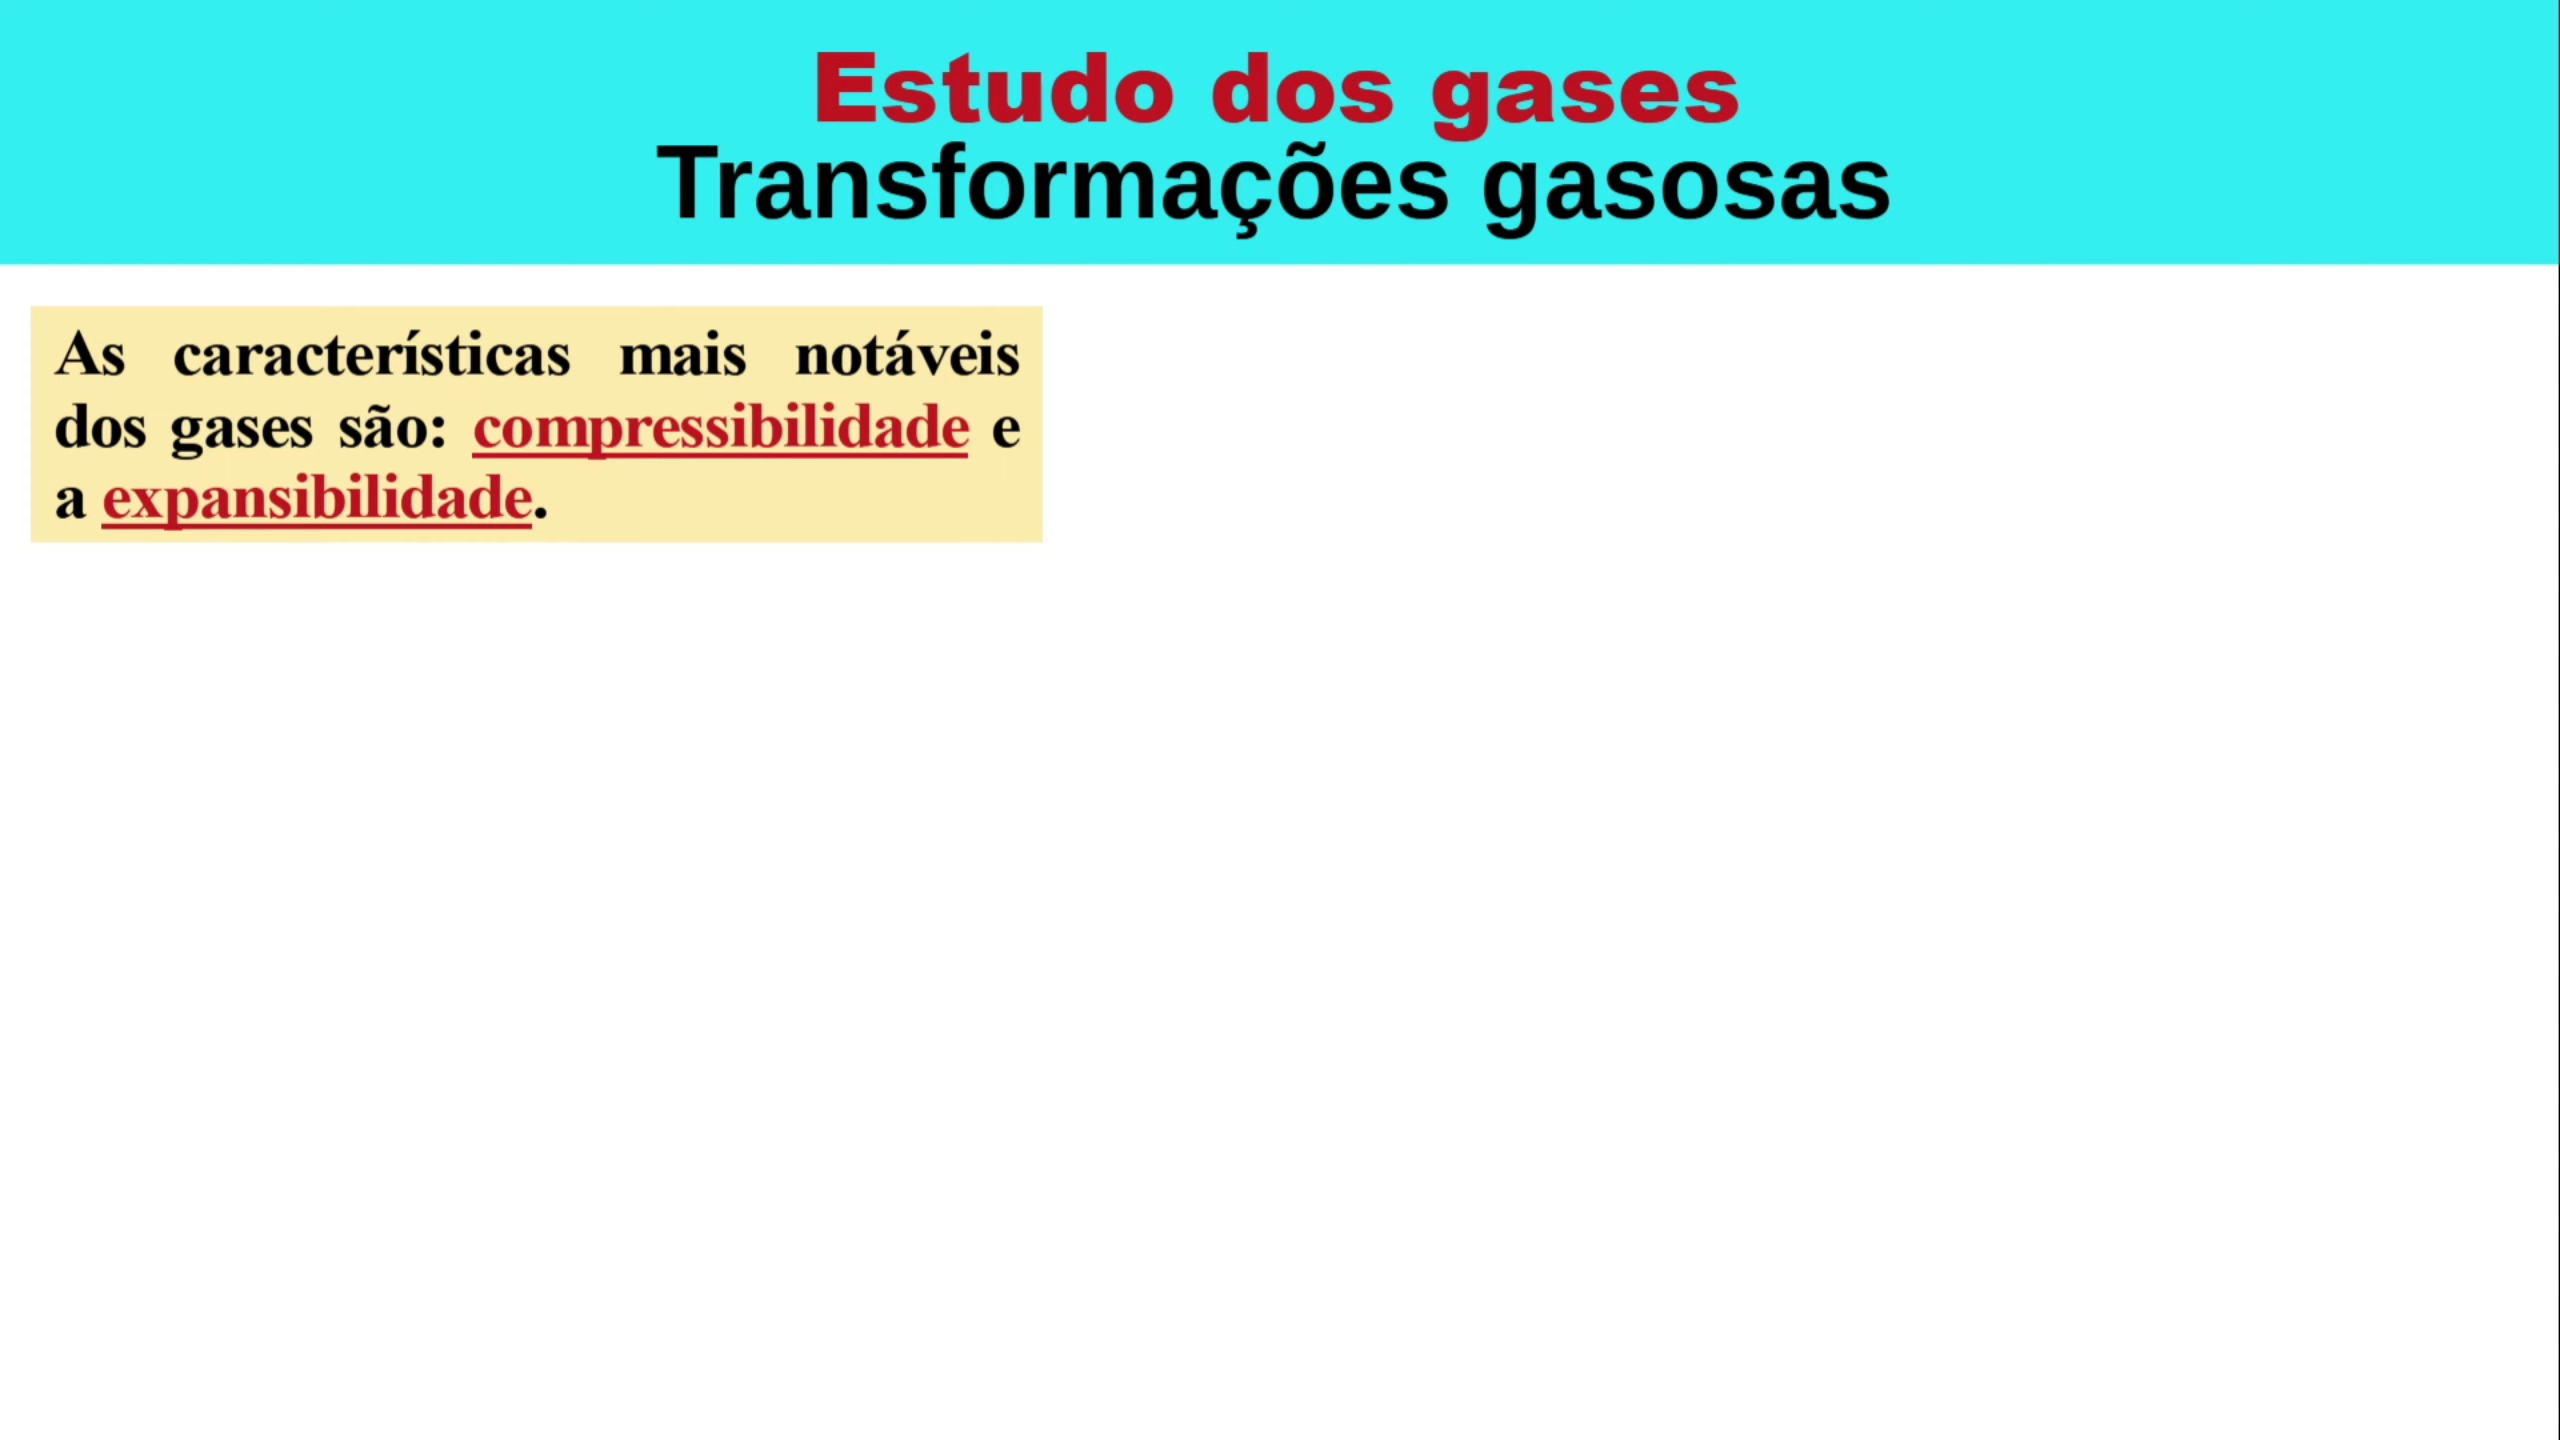 Estudo dos gases
Transformações gasosas
As características mais notáveis
dos gases são: compressibilidade e
a expansibilidade.